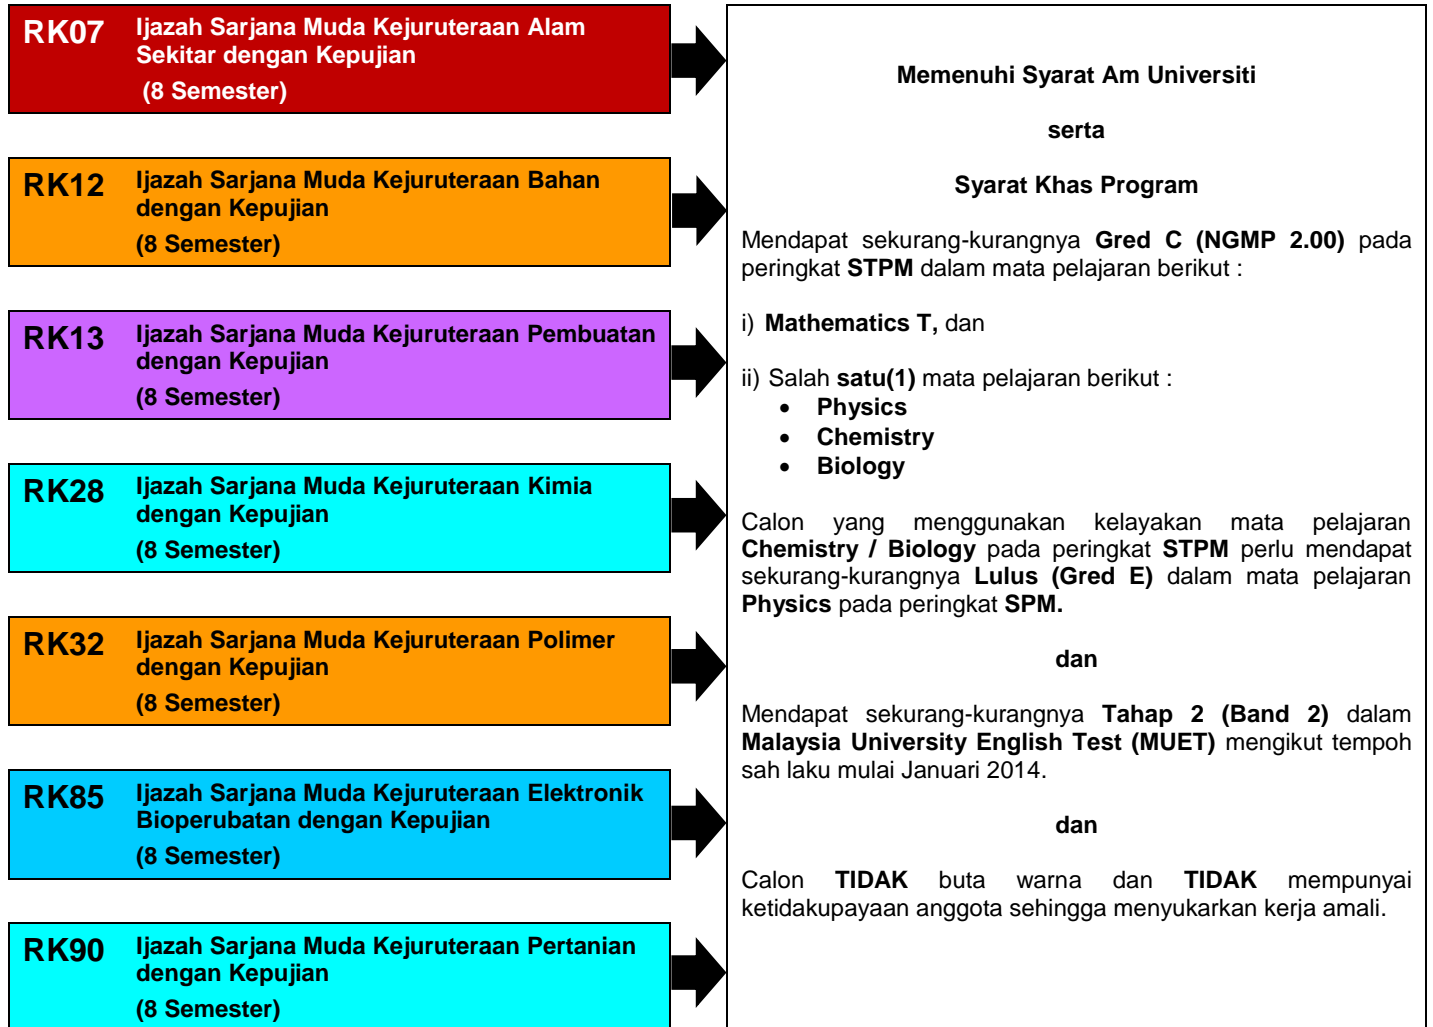 RK07 Ijazah Sarjana Muda Kejuruteraan Alam
Sekitar dengan Kepujian
(8 Semester)
RK12 Ijazah Sarjana Muda Kejuruteraan Bahan
dengan Kepujian
(8 Semester)
RK13 Ijazah Sarjana Muda Kejuruteraan Pembuatan
dengan Kepujian
(8 Semester)
RK28 Ijazah Sarjana Muda Kejuruteraan Kimia
dengan Kepujian
(8 Semester)
RK32 Ijazah Sarjana Muda Kejuruteraan Polimer
dengan Kepujian
(8 Semester)
RK85 Ijazah Sarjana Muda Kejuruteraan Elektronik
Bioperubatan dengan Kepujian
(8 Semester)
RK90 Ijazah Sarjana Muda Kejuruteraan Pertanian
dengan Kepujian
(8 Semester)
Memenuhi Syarat Am Universiti
serta
Syarat Khas Program
Mendapat sekurang-kurangnya Gred C (NGMP 2.00) pada
peringkat STPM dalam mata pelajaran berikut :
i) Mathematics T, dan
ii) Salah satu(1) mata pelajaran berikut :
• Physics
• Chemistry
• Biology
Calon yang menggunakan kelayakan mata pelajaran
Chemistry / Biology pada peringkat STPM perlu mendapat
sekurang-kurangnya Lulus (Gred E) dalam mata pelajaran
Physics pada peringkat SPM.
dan
Mendapat sekurang-kurangnya Tahap 2 (Band 2) dalam
Malaysia University English Test (MUET) mengikut tempoh
sah laku mulai Januari 2014.
dan
Calon TIDAK buta warna dan TIDAK mempunyai
ketidakupayaan anggota sehingga menyukarkan kerja amali.